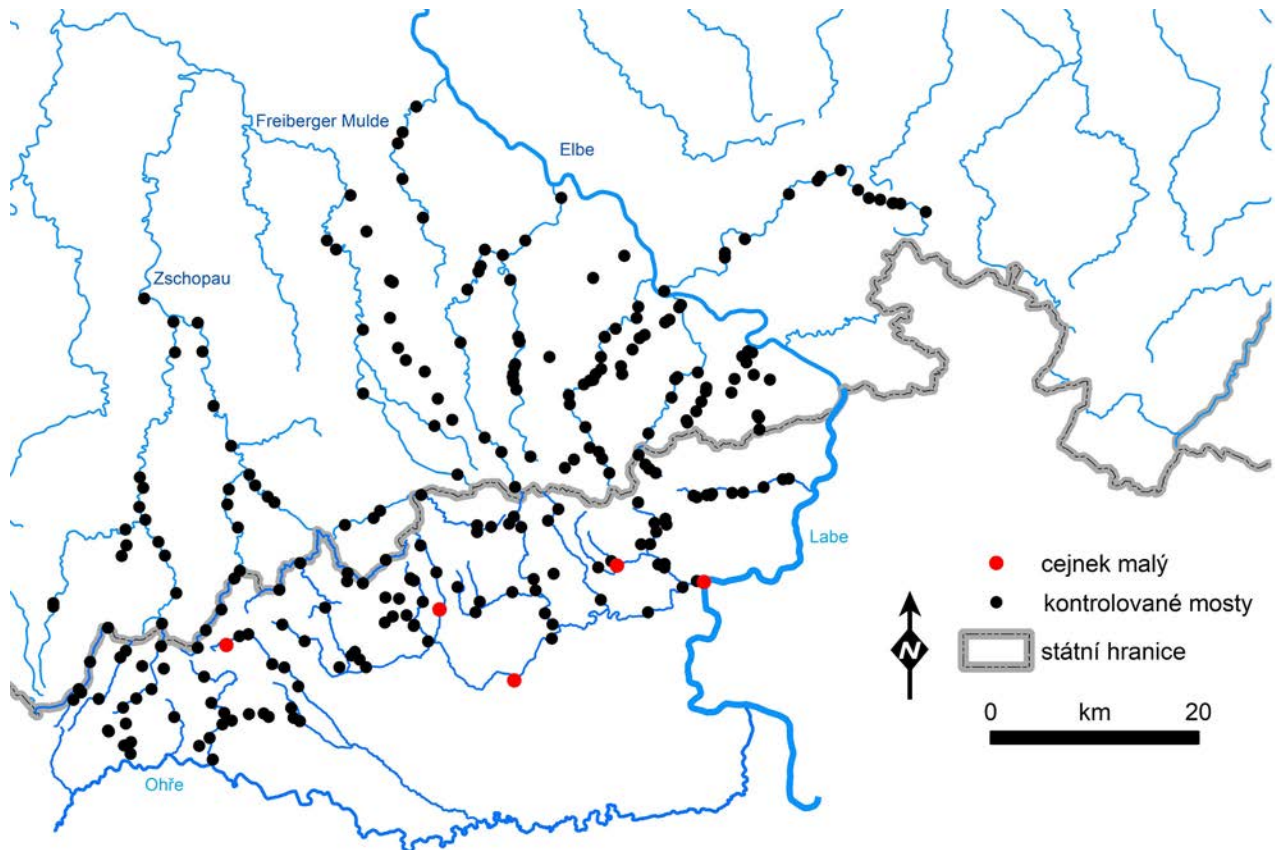 Freiberger Mulde
Elbe
Zschopau
Labe
cejnek malý
kontrolované mosty
N
státní hranice
0 km 20
Ohře